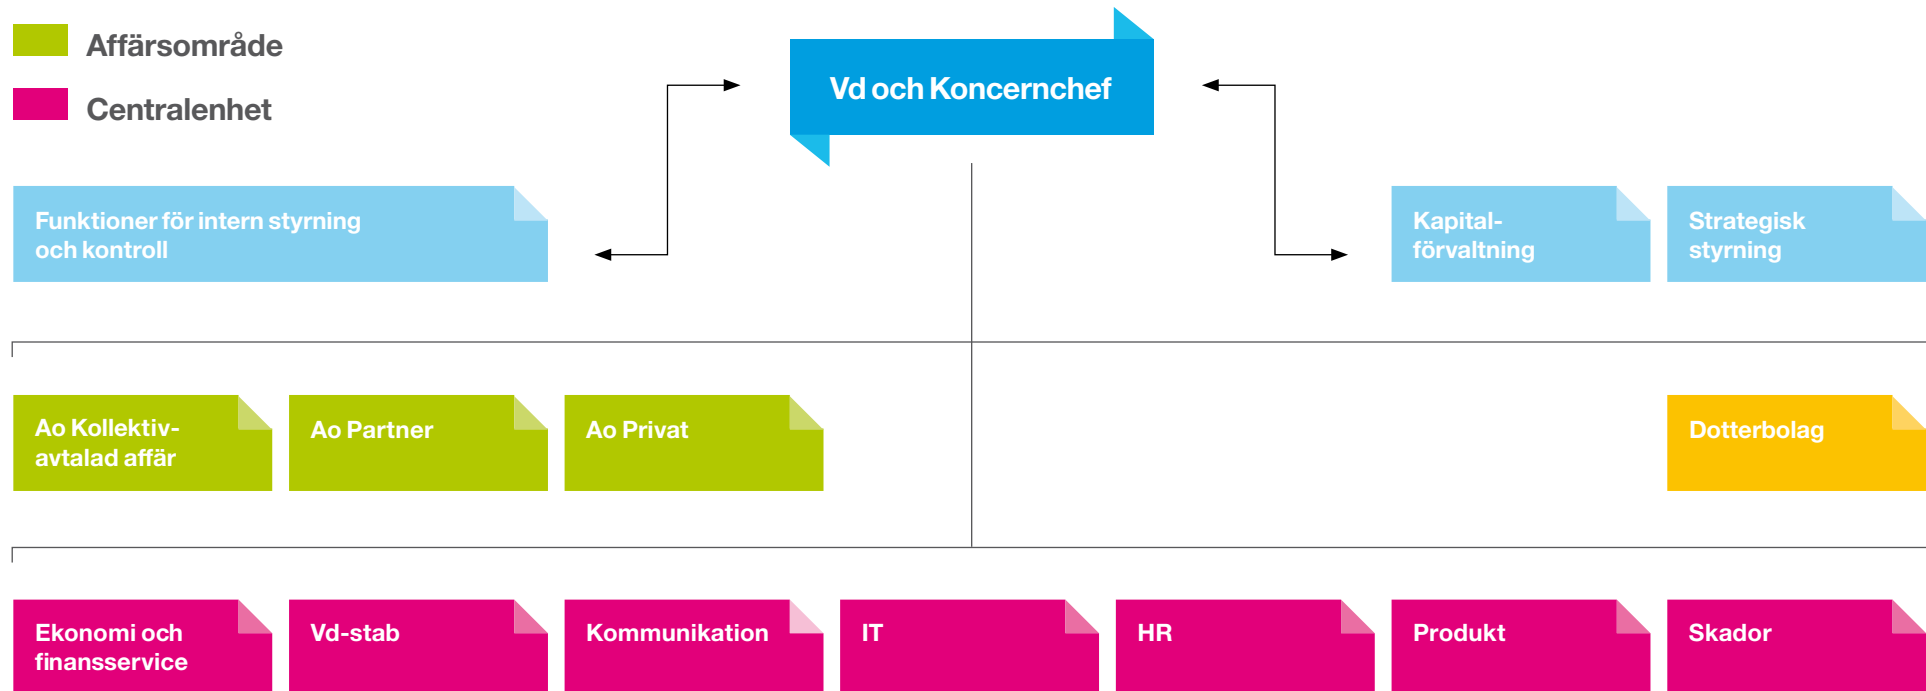 Affärsområde
Centralenhet
Vd och Koncernchef
Funktioner för intern styrning
och kontroll
Kapital-
förvaltning
Strategisk
styrning
Ao Kollektiv-
avtalad affär
Ao Partner
Ao Privat
Dotterbolag
Ekonomi och
finansservice
Vd-stab
Kommunikation
IT
HR
Produkt
Skador